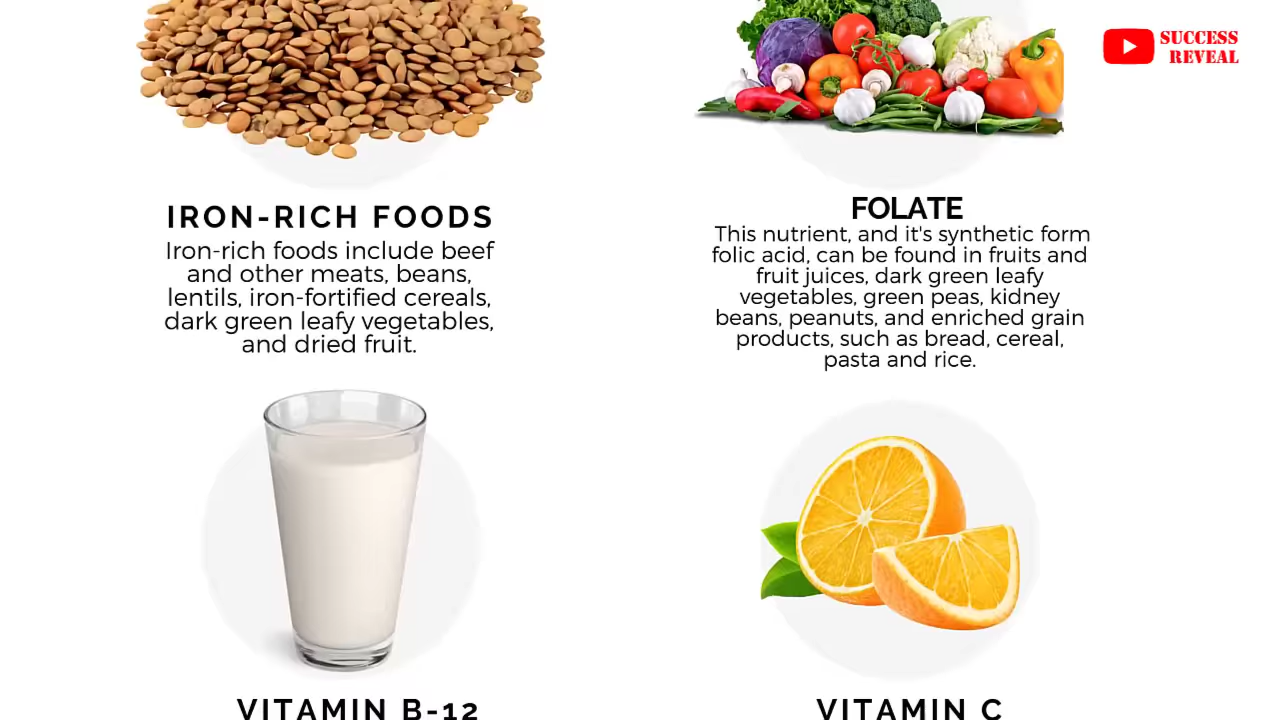 SUCCESS
REVEAL
IRON-RICH FOODS
Iron-rich foods include beef
and other meats, beans,
lentils, iron-fortified cereals,
dark green leafy vegetables,
and dried fruit.
FOLATE
This nutrient, and it's synthetic form
folic acid, can be found in fruits and
fruit juices, dark green leafy
vegetables, green peas, kidney
beans, peanuts, and enriched grain
products, such as bread, cereal,
pasta and rice.
VITAMIN B-12
VITAMIN C